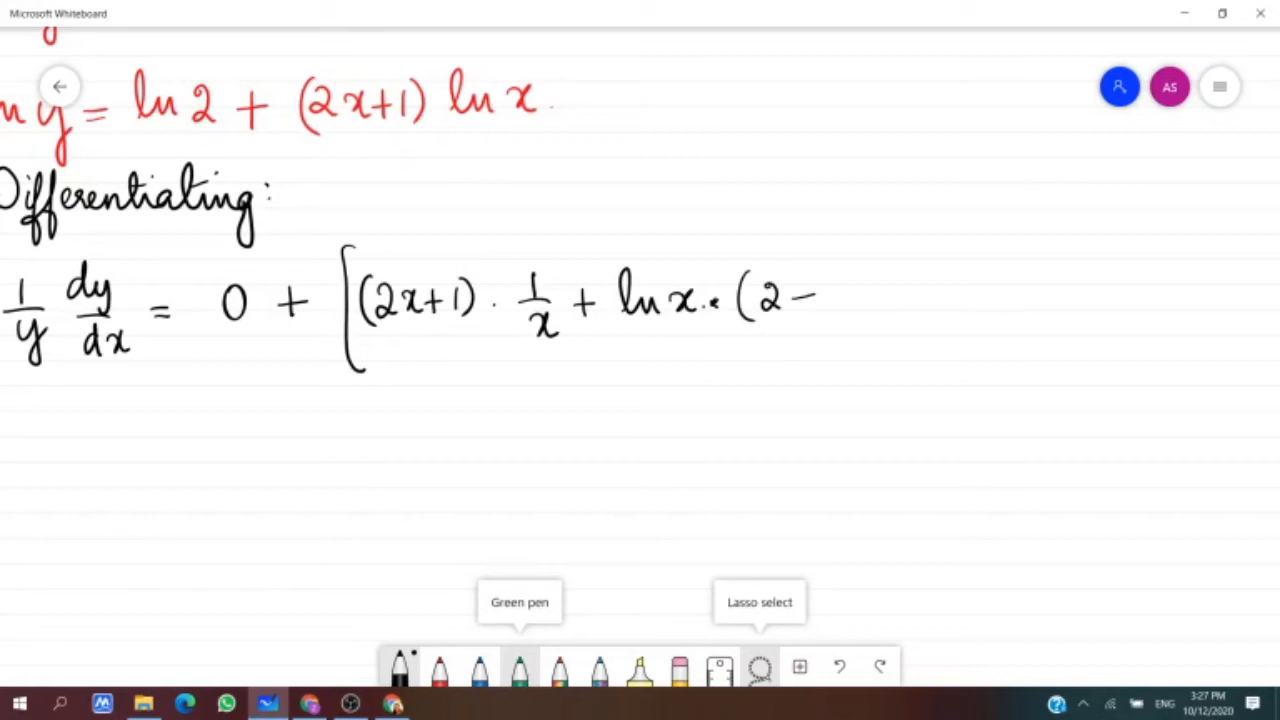 Microsoft Whiteboard
AS
n y = ln 2 + (2x+1) ln x
Differentiating:
1/y dy/dx = 0 + [(2x+1) · 1/x + ln x · (2 –
Green pen
Lasso select
ENG
3:27 PM
10/12/2020